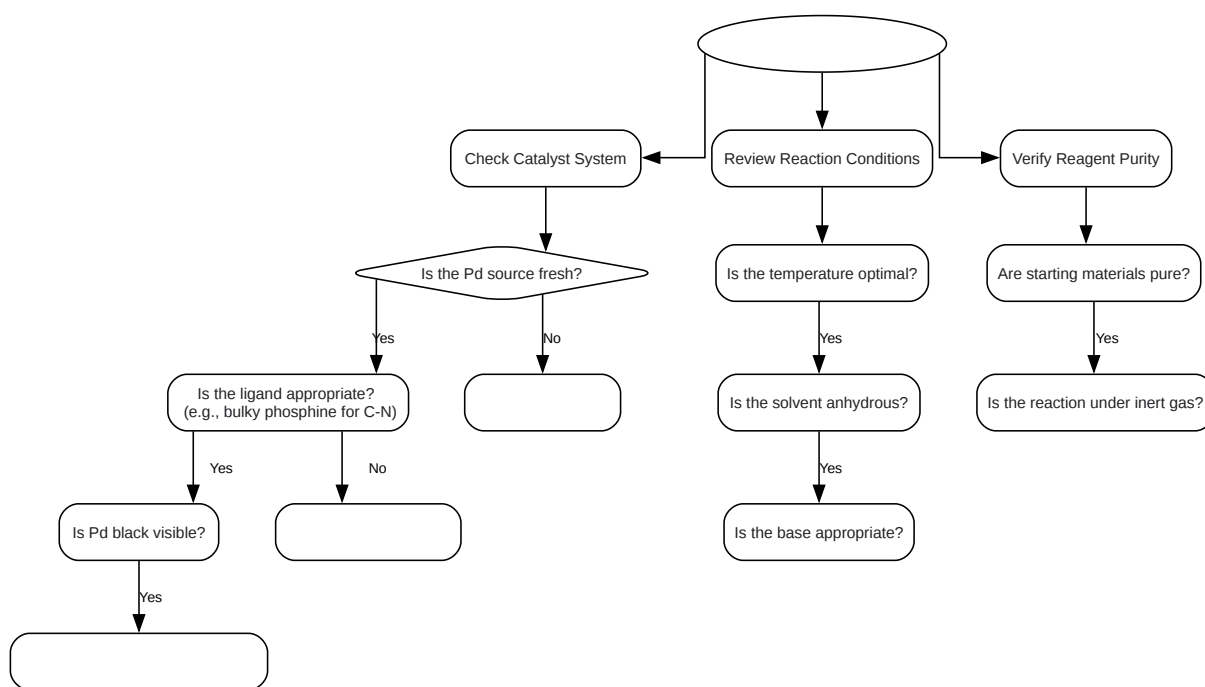 Check Catalyst System
Review Reaction Conditions
Verify Reagent Purity
Is the Pd source fresh?
Is the temperature optimal?
Are starting materials pure?
Yes
No
Yes
Yes
Is the ligand appropriate?
(e.g., bulky phosphine for C-N)
Is the solvent anhydrous?
Is the reaction under inert gas?
Yes
No
Yes
Is Pd black visible?
Is the base appropriate?
Yes